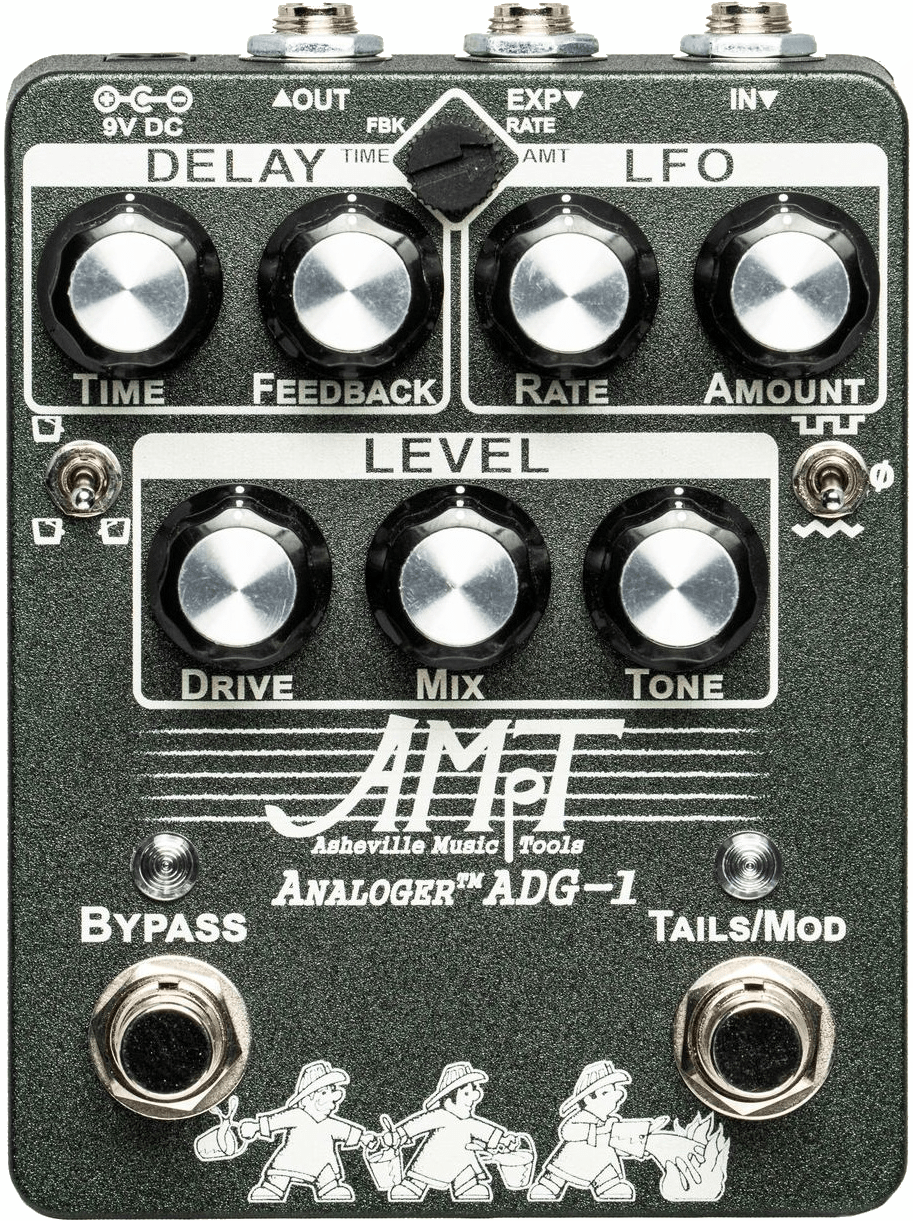 ▲OUT EXP▼ IN▼
9V DC FBK RATE
DELAY TIME AMT LFO
TIME FEEDBACK RATE AMOUNT
LEVEL
Ø
DRIVE MIX TONE
AMpT
Asheville Music Tools
ANALOGER™ ADG-1
BYPASS TAILS/MOD